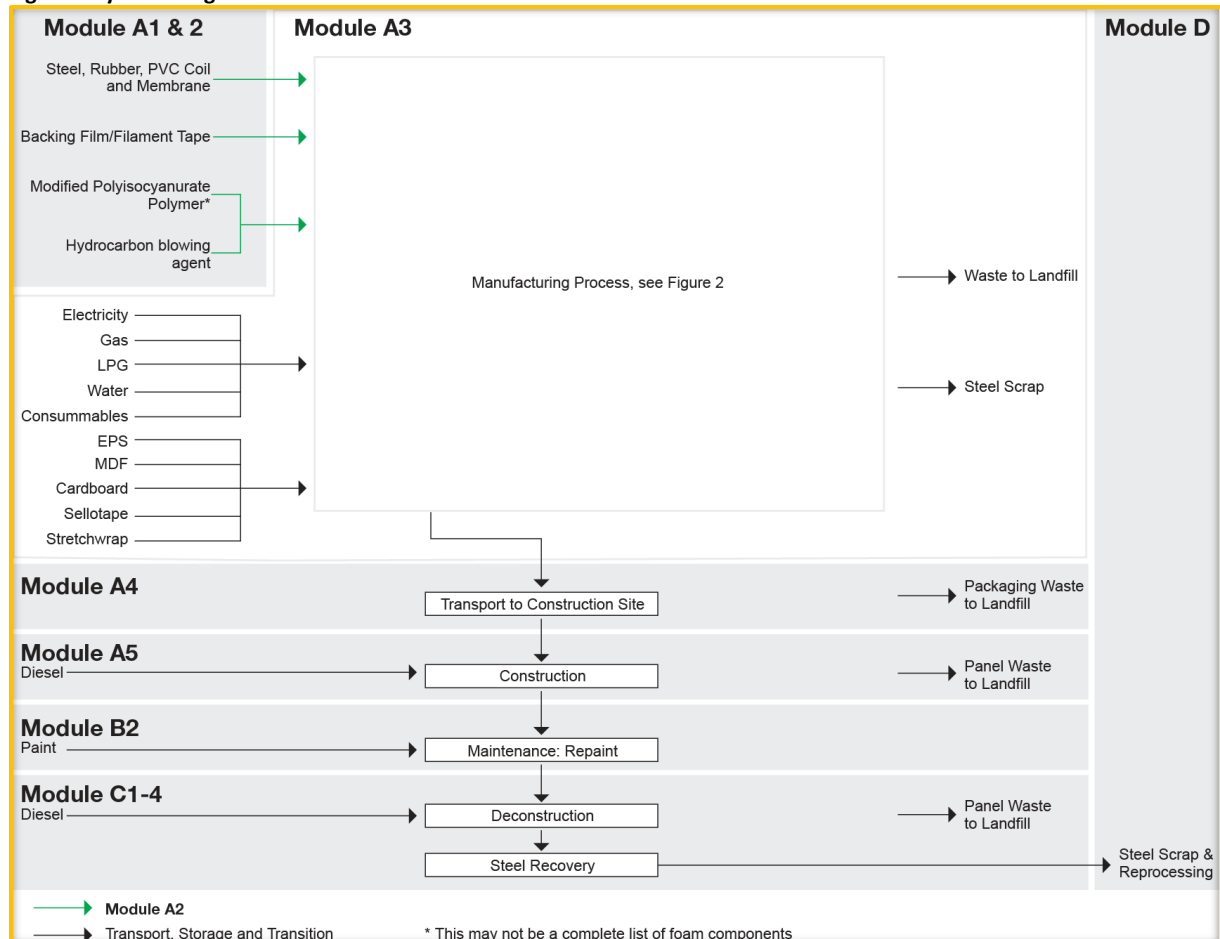 Module A1 & 2
Module A3
Module D
Steel, Rubber, PVC Coil
and Membrane
Backing Film/Filament Tape
Modified Polyisocyanurate
Polymer*
Hydrocarbon blowing
agent
Manufacturing Process, see Figure 2
Waste to Landfill
Steel Scrap
Electricity
Gas
LPG
Water
Consummables
EPS
MDF
Cardboard
Sellotape
Stretchwrap
Module A4
Transport to Construction Site
Packaging Waste
to Landfill
Module A5
Diesel
Construction
Panel Waste
to Landfill
Module B2
Paint
Maintenance: Repaint
Module C1-4
Diesel
Deconstruction
Panel Waste
to Landfill
Steel Recovery
Steel Scrap &
Reprocessing
Module A2
Transport, Storage and Transition
* This may not be a complete list of foam components